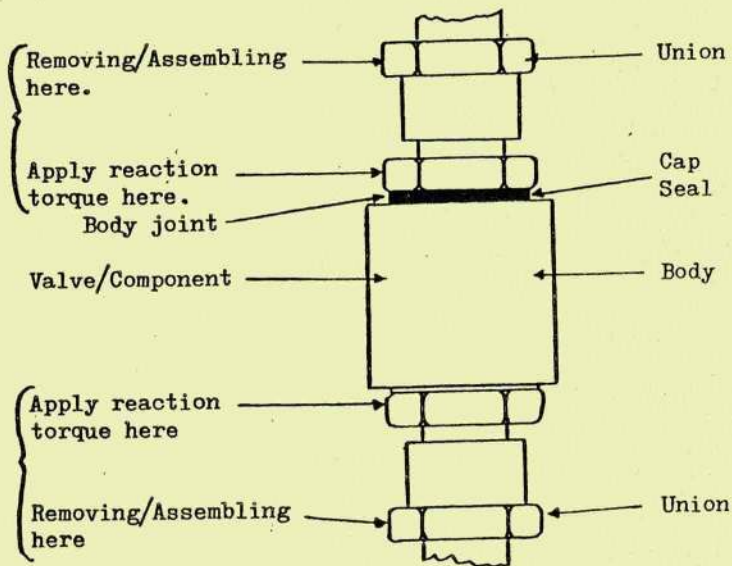 Removing/Assembling
here.
Union
Apply reaction
torque here.
Cap
Seal
Body joint
Valve/Component
Body
Apply reaction
torque here
Removing/Assembling
here
Union